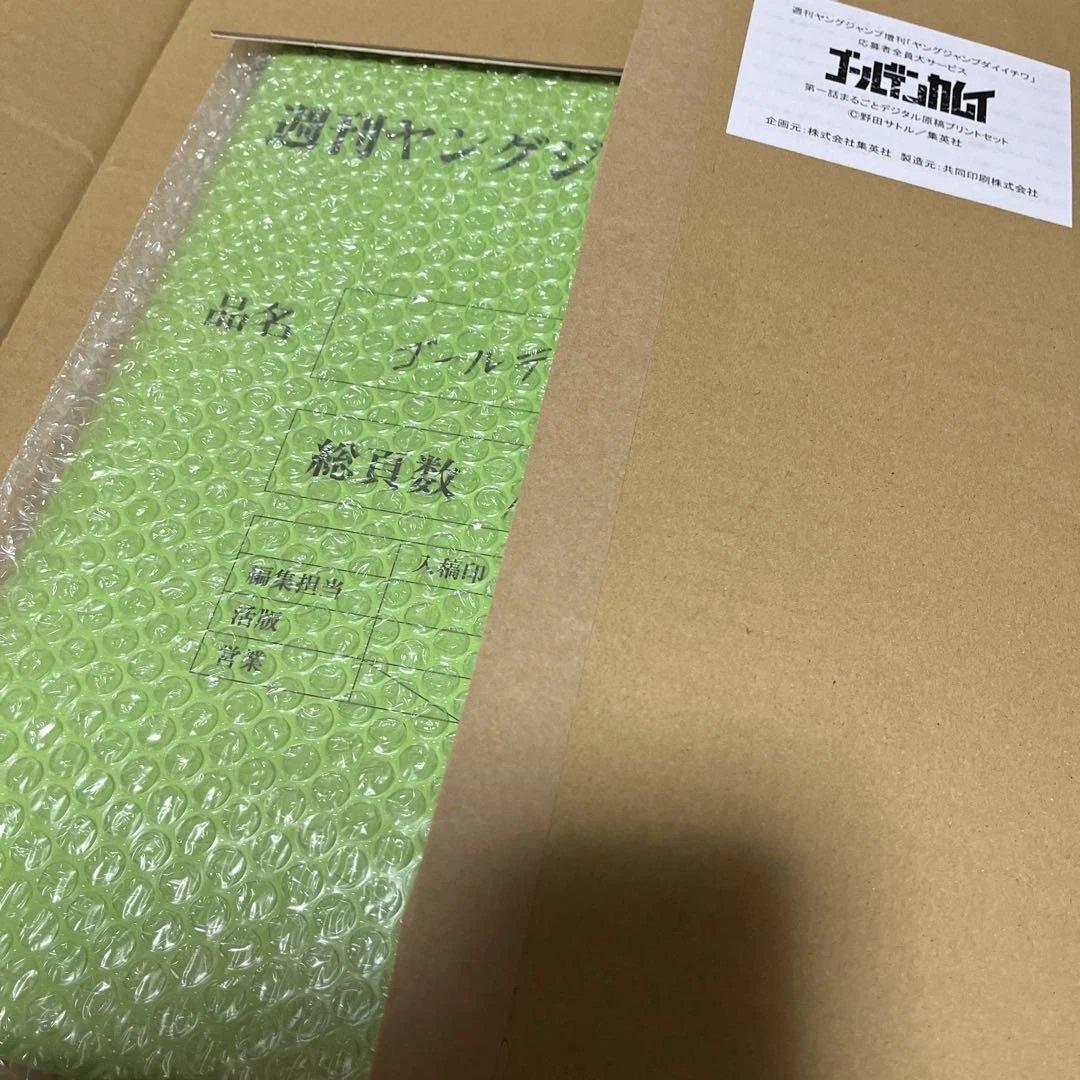 週刊ヤングジャンプ増刊「ヤングジャンプダイイチワ」
応募者全員大サービス
ゴールデンカムイ
第一話まるごとデジタル原稿プリントセット
©野田サトル/集英社
企画元:株式会社集英社 製造元:共同印刷株式会社
週刊ヤングジ
品名
ゴールデ
総頁数
入稿印
編集担当
活版
営業